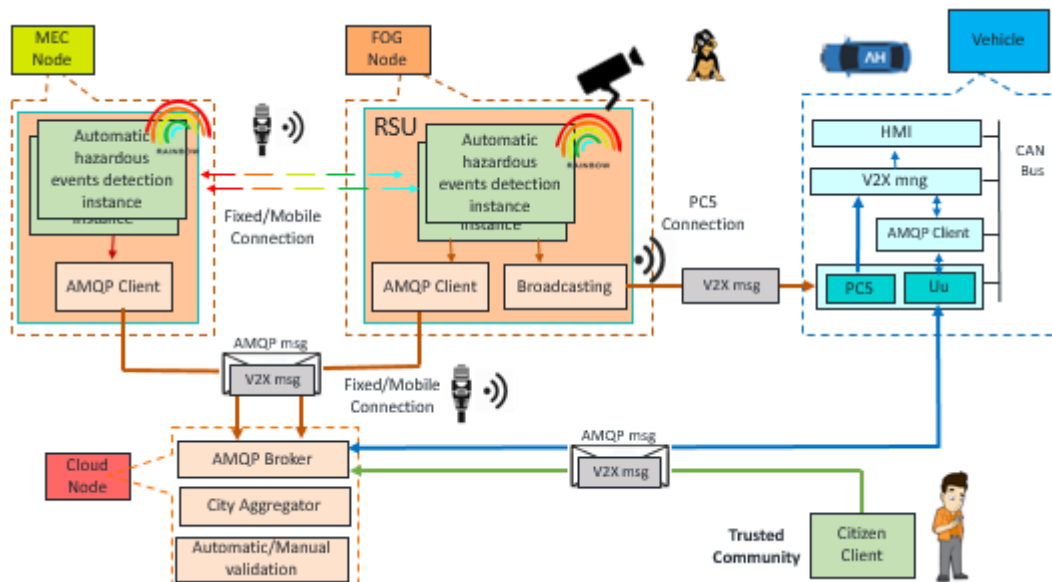 MEC
Node
FOG
Node
Vehicle
RSU
Automatic
hazardous
events detection
instance
instance
RAINBOW
Automatic
hazardous
events detection
instance
instance
RAINBOW
HMI
CAN
Bus
V2X mng
AMQP Client
PC5
Uu
Fixed/Mobile
Connection
PC5
Connection
AMQP Client
AMQP Client
Broadcasting
V2X msg
AMQP msg
V2X msg
Fixed/Mobile
Connection
AMQP msg
V2X msg
Cloud
Node
AMQP Broker
City Aggregator
Automatic/Manual
validation
Trusted
Community
Citizen
Client